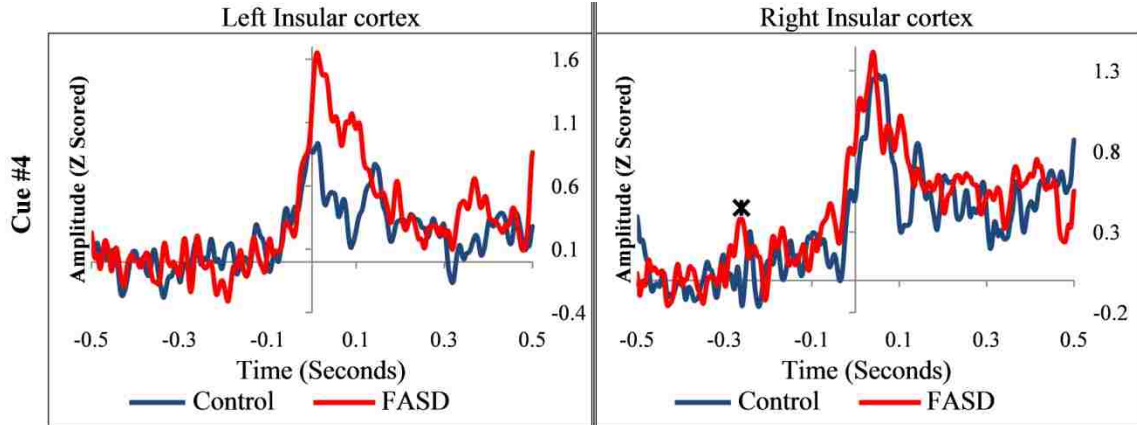 Left Insular cortex
Right Insular cortex
Cue #4
Amplitude (Z Scored)
1.6
1.1
0.6
0.1
-0.4
-0.5 -0.3 -0.1 0.1 0.3 0.5
Time (Seconds)
Control FASD
Amplitude (Z Scored)
1.3
0.8
0.3
-0.2
-0.5 -0.3 -0.1 0.1 0.3 0.5
Time (Seconds)
Control FASD